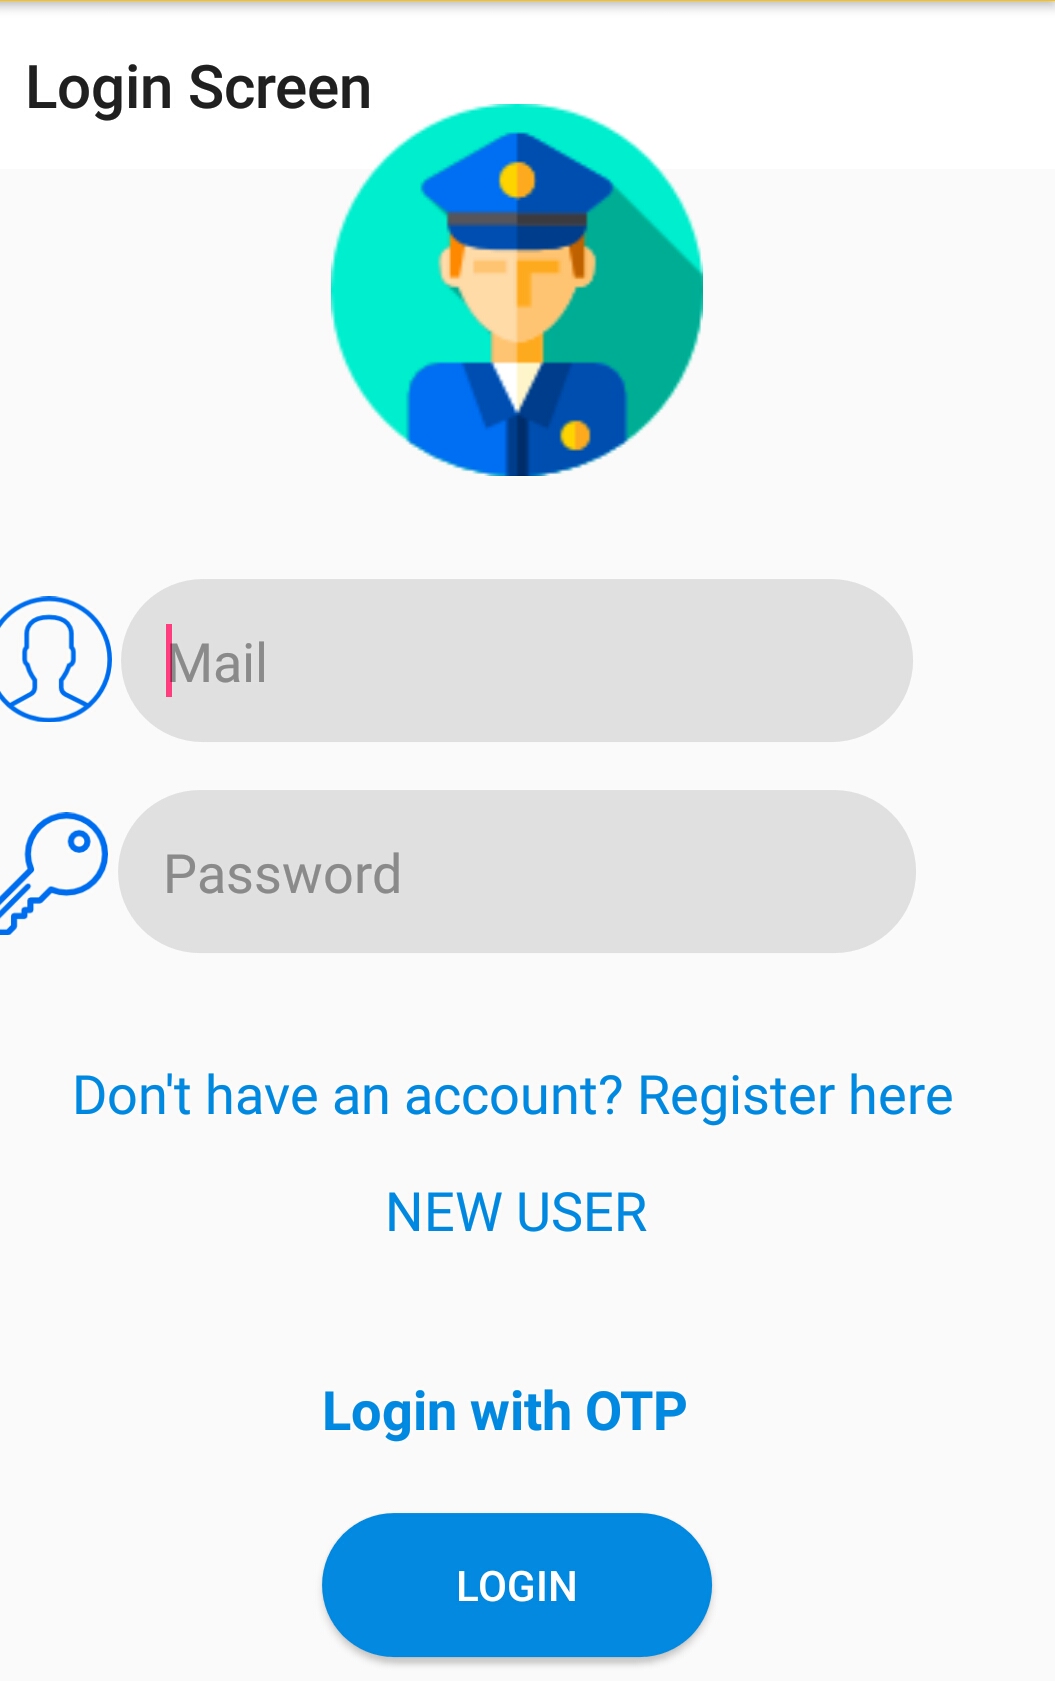 Login Screen
Mail
Password
Don't have an account? Register here
NEW USER
Login with OTP
LOGIN